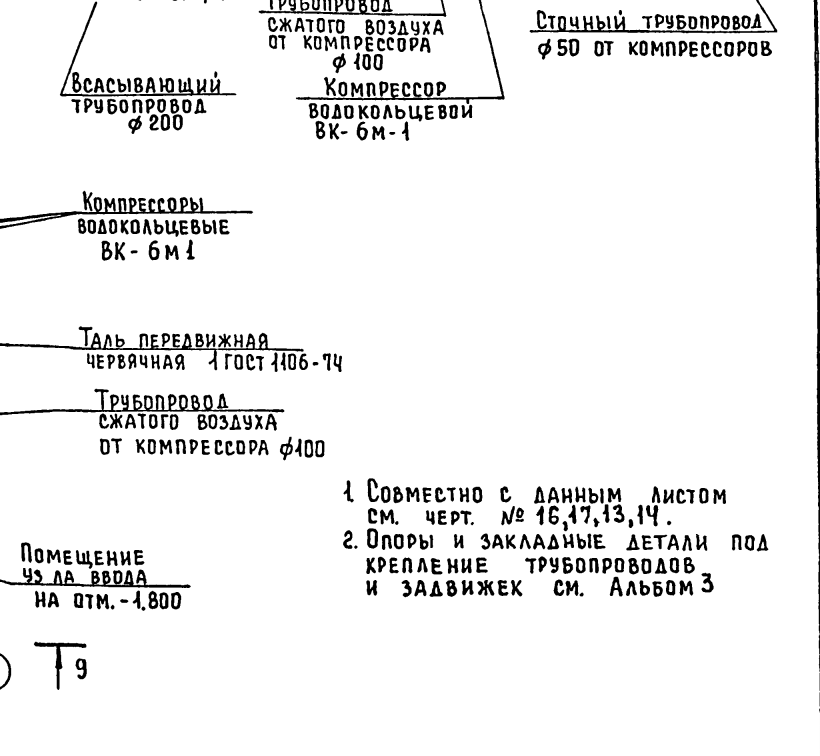 ТРУБОПРОВОД
СЖАТОГО ВОЗДУХА
ОТ КОМПРЕССОРА
ф 100
Сточный трубопровод
ф 50 от компрессоров
Всасывающий
трубопровод
ф 200
Компрессор
водокольцевой
ВК-6м-1
Компрессоры
водокольцевые
ВК-6м1
Таль передвижная
червячная 1 ГОСТ 1106-74
Трубопровод
сжатого воздуха
от компрессора ф100
1 Совместно с данным листом
см. черт. № 16,17,13,14.
2. Опоры и закладные детали под
крепление трубопроводов
и задвижек см. Альбом 3
Помещение
уз ла ввода
на отм. -1.800
9